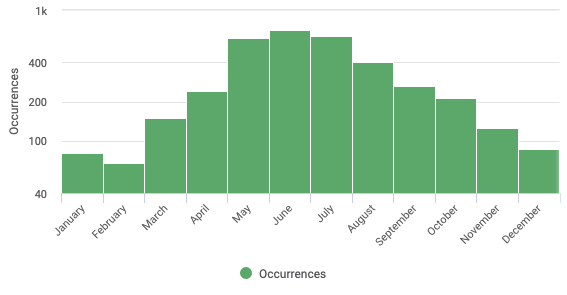 1k
400
200
100
40
Occurrences
January
February
March
April
May
June
July
August
September
October
November
December
Occurrences